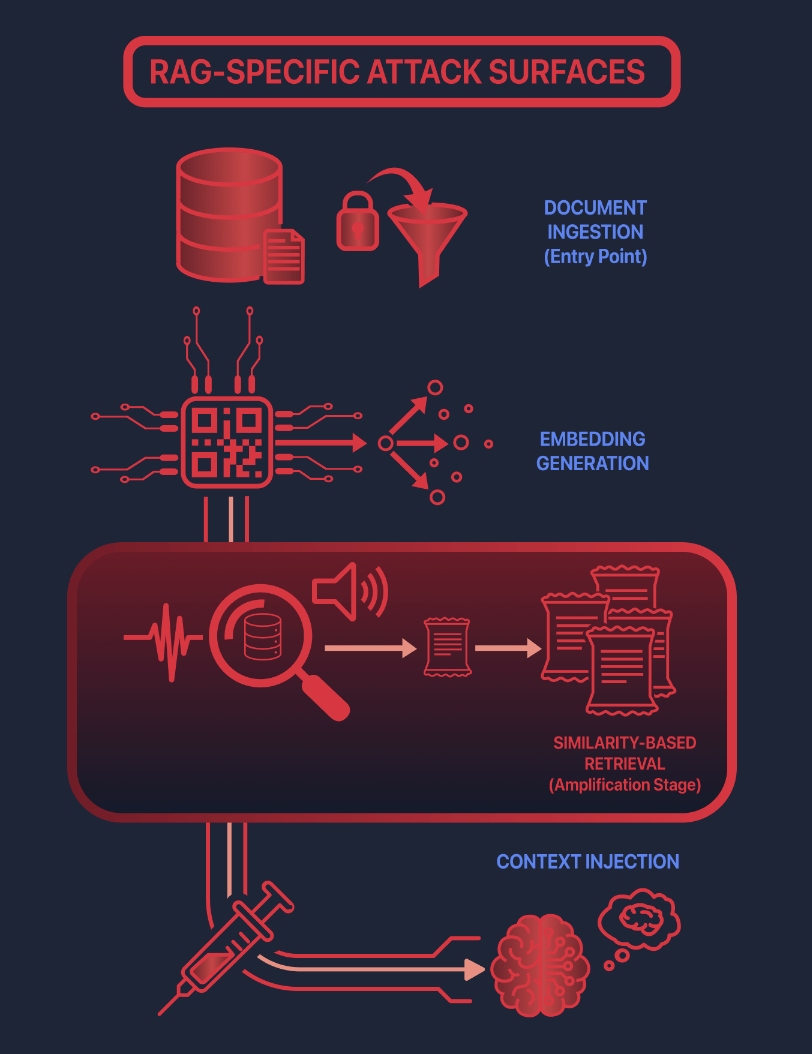 RAG-SPECIFIC ATTACK SURFACES
DOCUMENT
INGESTION
(Entry Point)
EMBEDDING
GENERATION
SIMILARITY-BASED
RETRIEVAL
(Amplification Stage)
CONTEXT INJECTION